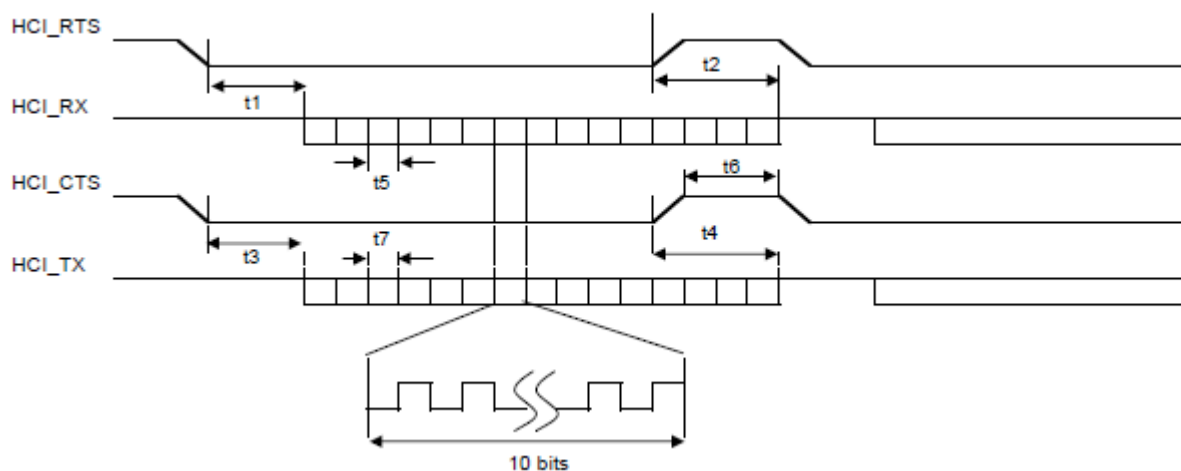 HCI_RTS
t1
t2
HCI_RX
t5
t6
HCI_CTS
t3
t7
t4
HCI_TX
10 bits